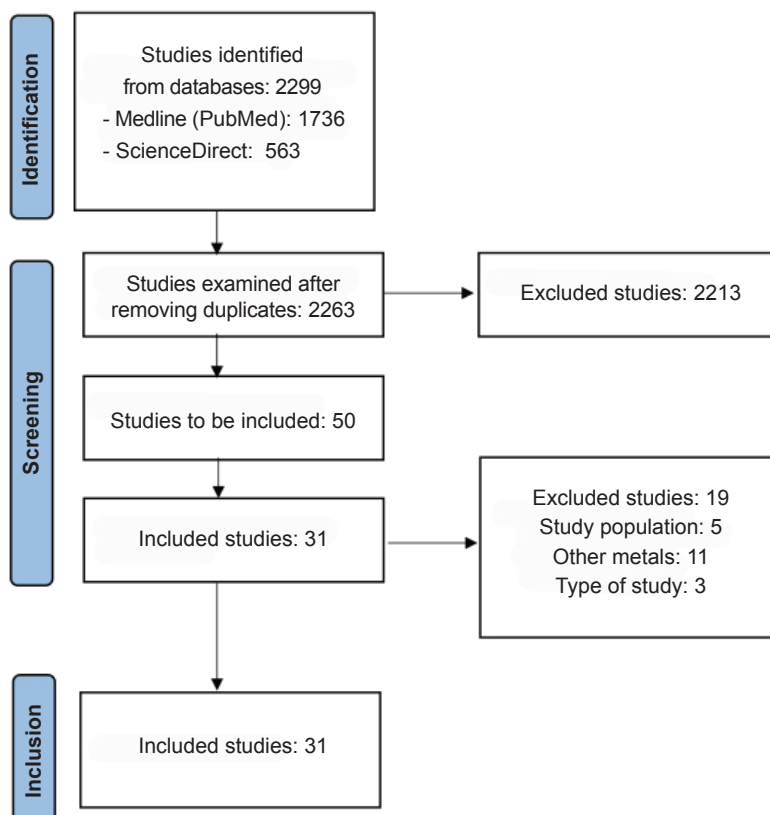 Identification
Studies identified
from databases: 2299
- Medline (PubMed): 1736
- ScienceDirect: 563
Screening
Studies examined after
removing duplicates: 2263
Excluded studies: 2213
Studies to be included: 50
Included studies: 31
Excluded studies: 19
Study population: 5
Other metals: 11
Type of study: 3
Inclusion
Included studies: 31